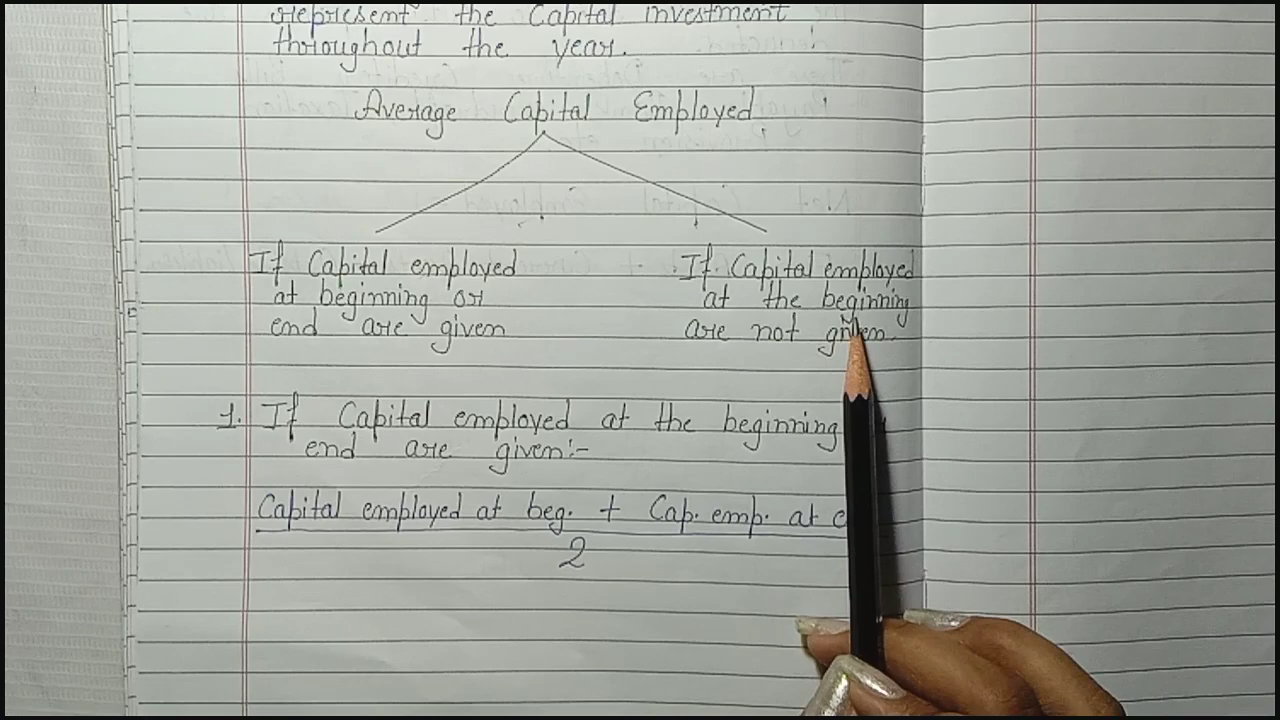 represent the Capital investment
throughout the year.
Average Capital Employed
If Capital employed
at beginning or
end are given
If Capital employed
at the beginning
are not given
1. If Capital employed at the beginning
end are given:-
Capital employed at beg. + Cap. emp. at
2